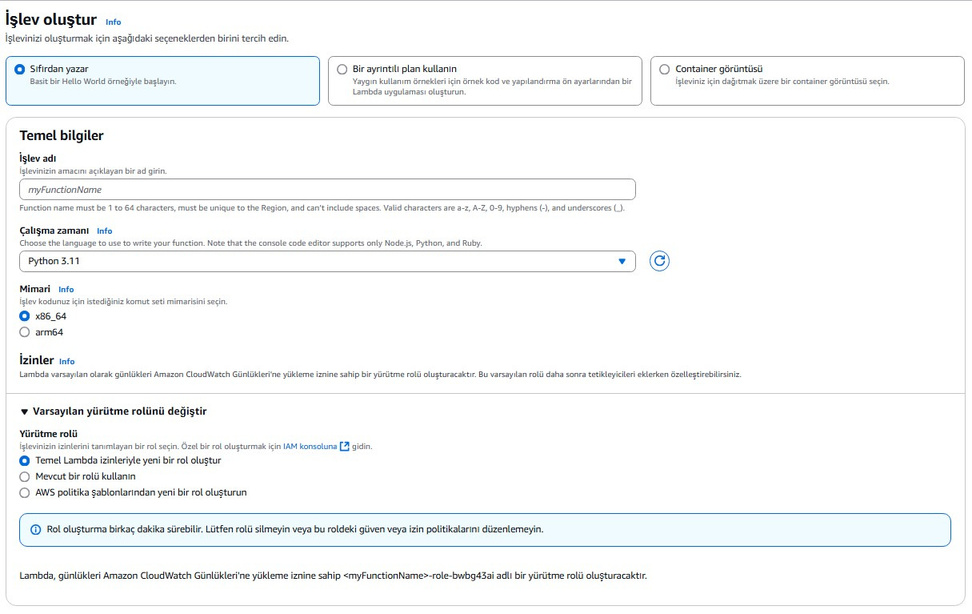 İşlev oluştur Info
İşlevinizi oluşturmak için aşağıdaki seçeneklerden birini tercih edin.
Sıfırdan yazar
Basit bir Hello World örneğiyle başlayın.
Bir ayrıntılı plan kullanın
Yaygın kullanım örnekleri için örnek kod ve yapılandırma ön ayarlarından bir
Lambda uygulaması oluşturun.
Container görüntüsü
İşleviniz için dağıtmak üzere bir container görüntüsü seçin.
Temel bilgiler
İşlev adı
İşlevinizin amacını açıklayan bir ad girin.
myFunctionName
Function name must be 1 to 64 characters, must be unique to the Region, and can't include spaces. Valid characters are a-z, A-Z, 0-9, hyphens (-), and underscores (_).
Çalışma zamanı Info
Choose the language to use to write your function. Note that the console code editor supports only Node.js, Python, and Ruby.
Python 3.11
Mimari Info
İşlev kodunuz için istediğiniz komut seti mimarisini seçin.
x86_64
arm64
İzinler Info
Lambda varsayılan olarak günlükleri Amazon CloudWatch Günlükleri'ne yükleme iznine sahip bir yürütme rolü oluşturacaktır. Bu varsayılan rolü daha sonra tetikleyicileri eklerken özelleştirebilirsiniz.
Varsayılan yürütme rolünü değiştir
Yürütme rolü
İşlevinizin izinlerini tanımlayan bir rol seçin. Özel bir rol oluşturmak için IAM konsoluna gidin.
Temel Lambda izinleriyle yeni bir rol oluştur
Mevcut bir rolü kullanın
AWS politika şablonlarından yeni bir rol oluşturun
Rol oluşturma birkaç dakika sürebilir. Lütfen rolü silmeyin veya bu roldeki güven veya izin politikalarını düzenlemeyin.
Lambda, günlükleri Amazon CloudWatch Günlükleri'ne yükleme iznine sahip <myFunctionName>-role-bwbg43ai adlı bir yürütme rolü oluşturacaktır.